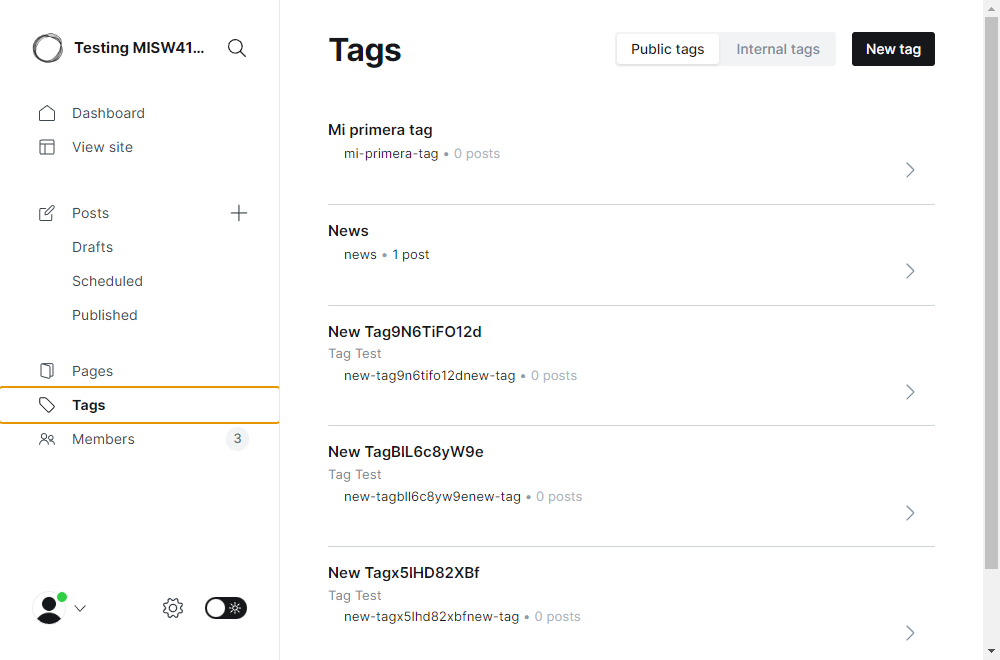 Testing MISW41...
Dashboard
View site
Posts
Drafts
Scheduled
Published
Pages
Tags
Members
3
Tags
Public tags
Internal tags
New tag
Mi primera tag
mi-primera-tag • 0 posts
News
news • 1 post
New Tag9N6TiFO12d
Tag Test
new-tag9n6tifo12dnew-tag • 0 posts
New TagBlL6c8yW9e
Tag Test
new-tagbll6c8yw9enew-tag • 0 posts
New Tagx5lHD82XBf
Tag Test
new-tagx5lhd82xbfnew-tag • 0 posts